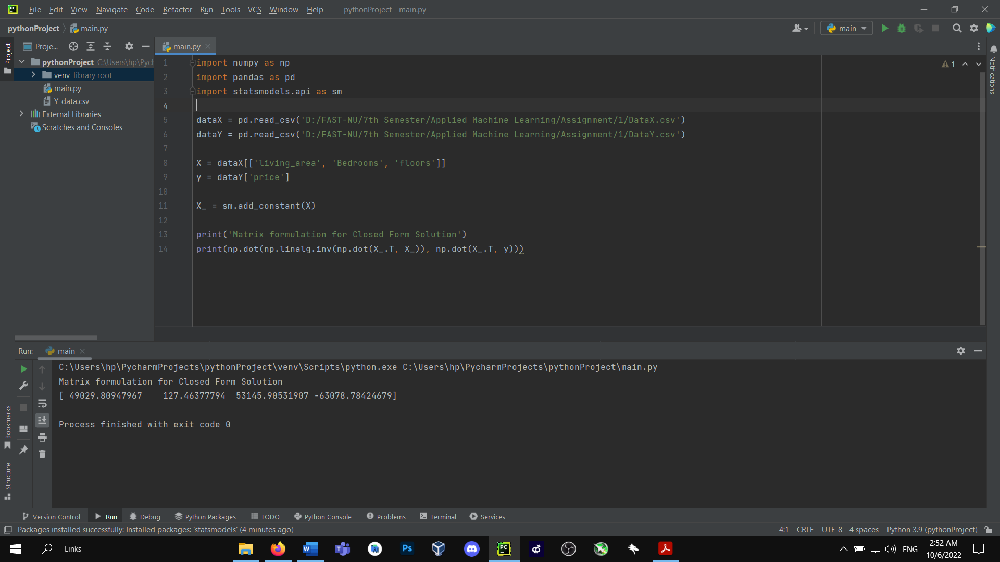 PC File Edit View Navigate Code Refactor Run Tools VCS Window Help pythonProject - main.py
pythonProject main.py main
Project Proje... main.py
pythonProject C:\Users\hp\Pych
venv library root
main.py
Y_data.csv
External Libraries
Scratches and Consoles
1 import numpy as np
2 import pandas as pd
3 import statsmodels.api as sm
4
5 dataX = pd.read_csv('D:/FAST-NU/7th Semester/Applied Machine Learning/Assignment/1/DataX.csv')
6 dataY = pd.read_csv('D:/FAST-NU/7th Semester/Applied Machine Learning/Assignment/1/DataY.csv')
7
8 X = dataX[['living_area', 'Bedrooms', 'floors']]
9 y = dataY['price']
10
11 X_ = sm.add_constant(X)
12
13 print('Matrix formulation for Closed Form Solution')
14 print(np.dot(np.linalg.inv(np.dot(X_.T, X_)), np.dot(X_.T, y)))
1
Notifications
Run: main
C:\Users\hp\PycharmProjects\pythonProject\venv\Scripts\python.exe C:\Users\hp\PycharmProjects\pythonProject\main.py
Matrix formulation for Closed Form Solution
[ 49029.80947967    127.46377794  53145.90531907 -63078.78424679]
Process finished with exit code 0
Bookmarks
Structure
Version Control Run Debug Python Packages TODO Python Console Problems Terminal Services
Packages installed successfully: Installed packages: 'statsmodels' (4 minutes ago) 4:1 CRLF UTF-8 4 spaces Python 3.9 (pythonProject)
Links W T Ps PC ENG 2:52 AM
10/6/2022